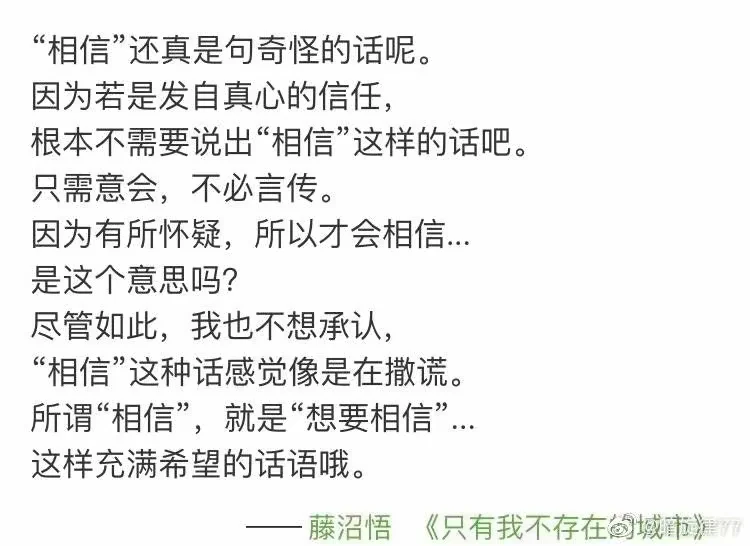 “相信”还真是句奇怪的话呢。
因为若是发自真心的信任，
根本不需要说出“相信”这样的话吧。
只需意会，不必言传。
因为有所怀疑，所以才会相信...
是这个意思吗？
尽管如此，我也不想承认，
“相信”这种话感觉像是在撒谎。
所谓“相信”，就是“想要相信”...
这样充满希望的话语哦。
—— 藤沼悟 《只有我不存在的城市》